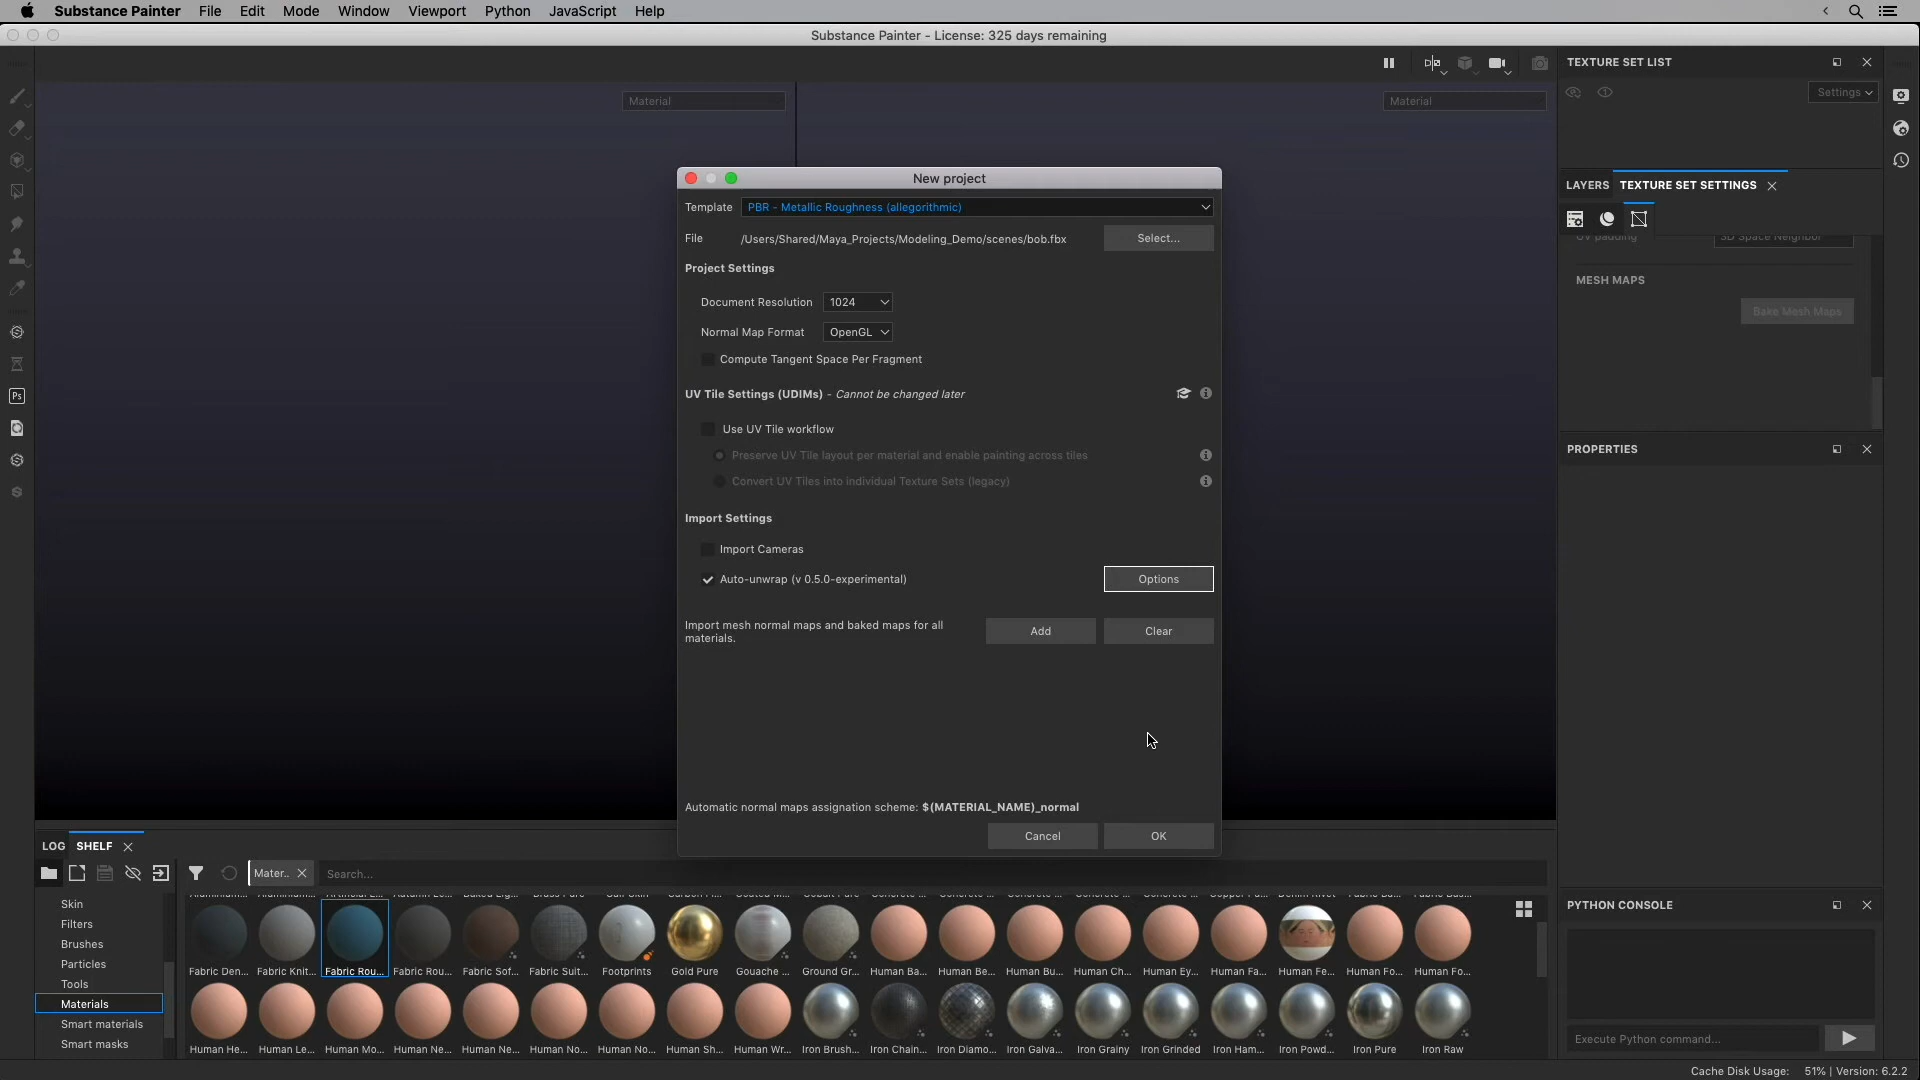 Substance Painter File Edit Mode Window Viewport Python JavaScript Help
Substance Painter - License: 325 days remaining
Material
Material
TEXTURE SET LIST
Settings
LAYERS TEXTURE SET SETTINGS
UV padding 3D Space Neighbor
MESH MAPS
Bake Mesh Maps
PROPERTIES
New project
Template PBR - Metallic Roughness (allegorithmic)
File /Users/Shared/Maya_Projects/Modeling_Demo/scenes/bob.fbx Select...
Project Settings
Document Resolution 1024
Normal Map Format OpenGL
Compute Tangent Space Per Fragment
UV Tile Settings (UDIMs) - Cannot be changed later
Use UV Tile workflow
Preserve UV Tile layout per material and enable painting across tiles
Convert UV Tiles into individual Texture Sets (legacy)
Import Settings
Import Cameras
Auto-unwrap (v 0.5.0-experimental) Options
Import mesh normal maps and baked maps for all
materials.
Add Clear
Automatic normal maps assignation scheme: $(MATERIAL_NAME)_normal
Cancel OK
Ps
LOG SHELF
Mater.. Search...
Skin
Filters
Brushes
Particles
Tools
Materials
Smart materials
Smart masks
Fabric Den... Fabric Knit... Fabric Rou... Fabric Rou... Fabric Sof... Fabric Suit... Footprints Gold Pure Gouache ... Ground Gr... Human Ba... Human Be... Human Bu... Human Ch... Human Ey... Human Fa... Human Fe... Human Fo... Human Fo...
Human He... Human Le... Human Mo... Human Ne... Human Ne... Human No... Human No... Human Sh... Human Wr... Iron Brush... Iron Chain... Iron Diamo... Iron Galva... Iron Grainy Iron Grinded Iron Ham... Iron Powd... Iron Pure Iron Raw
PYTHON CONSOLE
Execute Python command...
Cache Disk Usage: 51% | Version: 6.2.2